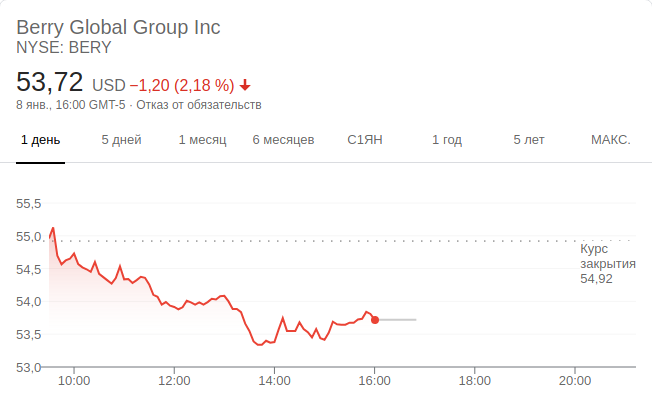 Berry Global Group Inc
NYSE: BERY
53,72 USD −1,20 (2,18 %)
8 янв., 16:00 GMT-5 · Отказ от обязательств
1 день 5 дней 1 месяц 6 месяцев С1ЯН 1 год 5 лет МАКС.
55,5
55,0
Курс
закрытия
54,92
54,5
54,0
53,5
53,0
10:00 12:00 14:00 16:00 18:00 20:00